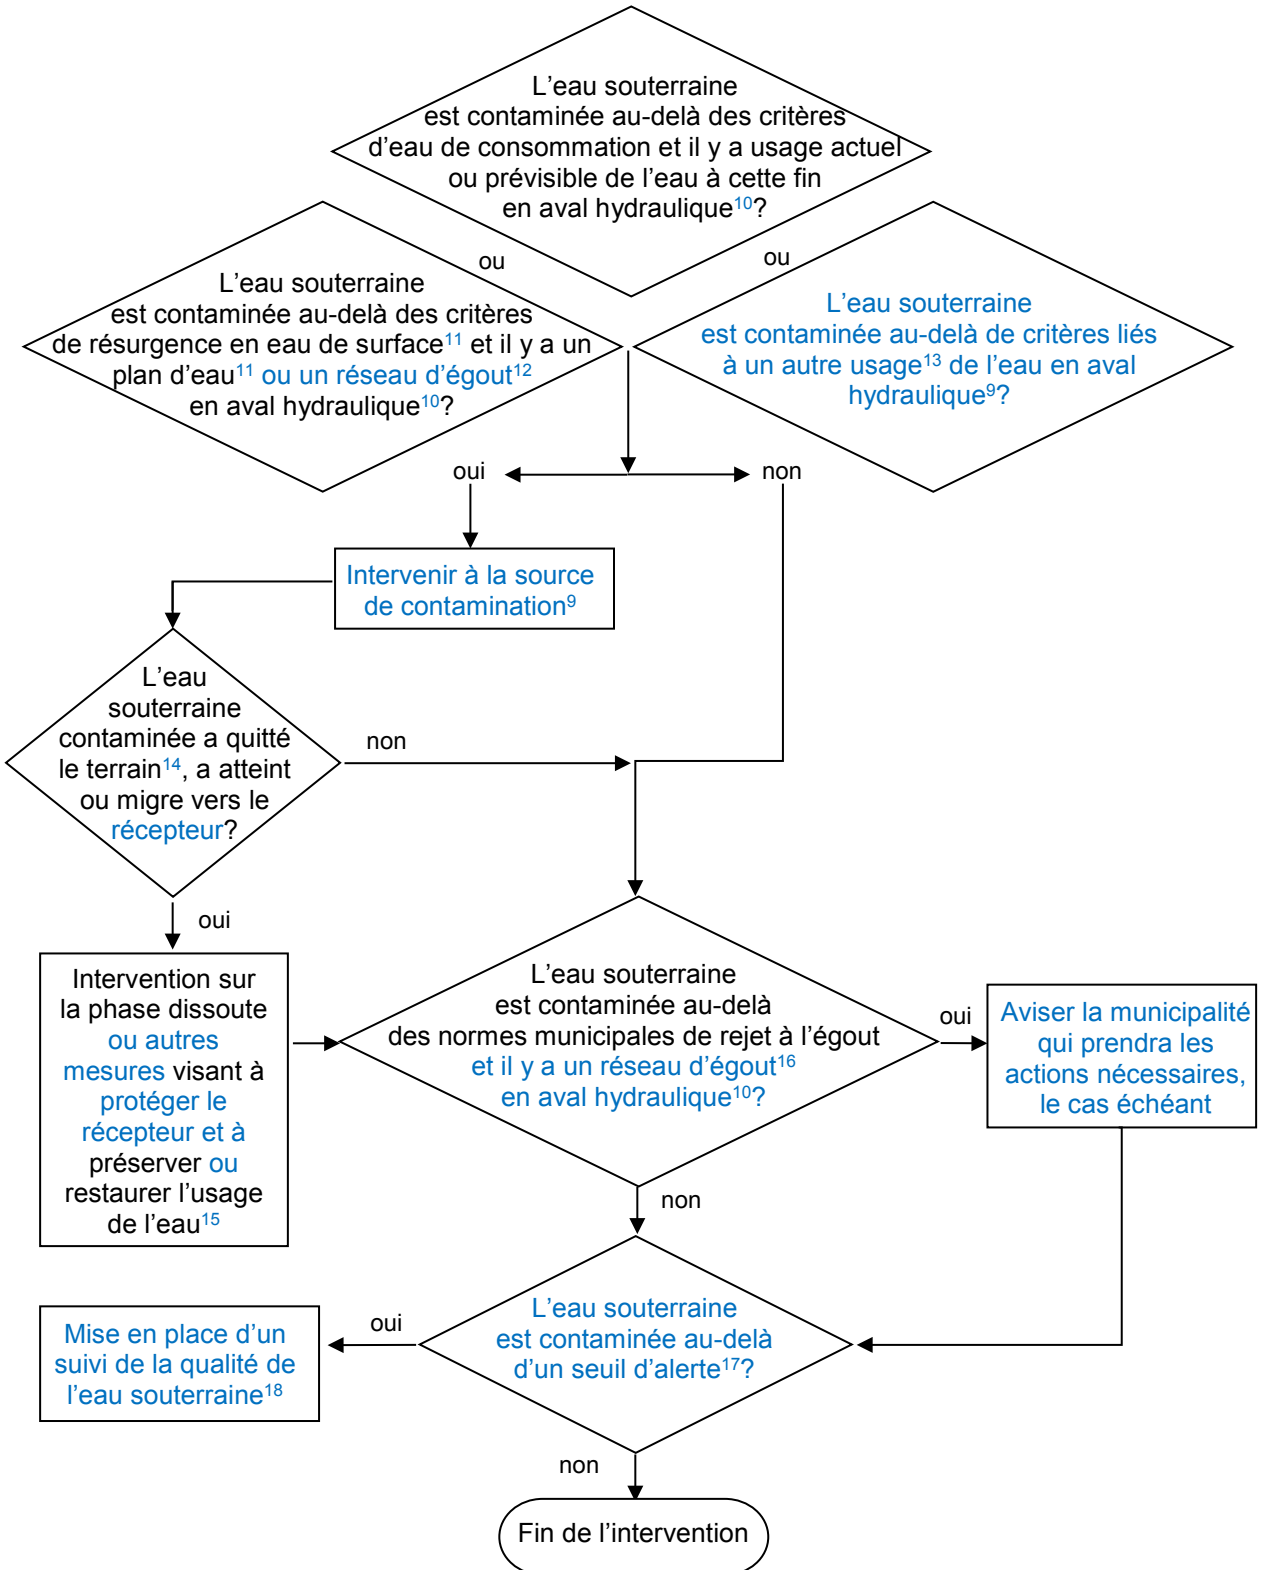 L'eau souterraine
est contaminée au-delà des critères
d'eau de consommation et il y a usage actuel
ou prévisible de l'eau à cette fin
en aval hydraulique10?
ou
ou
L'eau souterraine
est contaminée au-delà des critères
de résurgence en eau de surface11 et il y a un
plan d'eau11 ou un réseau d'égout12
en aval hydraulique10?
L'eau souterraine
est contaminée au-delà de critères liés
à un autre usage13 de l'eau en aval
hydraulique9?
oui
non
Intervenir à la source
de contamination9
L'eau
souterraine
contaminée a quitté
le terrain14, a atteint
ou migre vers le
récepteur?
non
oui
Intervention sur
la phase dissoute
ou autres
mesures visant à
protéger le
récepteur et à
préserver ou
restaurer l'usage
de l'eau15
L'eau souterraine
est contaminée au-delà
des normes municipales de rejet à l'égout
et il y a un réseau d'égout16
en aval hydraulique10?
oui
Aviser la municipalité
qui prendra les
actions nécessaires,
le cas échéant
non
L'eau souterraine
est contaminée au-delà
d'un seuil d'alerte17?
oui
Mise en place d'un
suivi de la qualité de
l'eau souterraine18
non
Fin de l'intervention